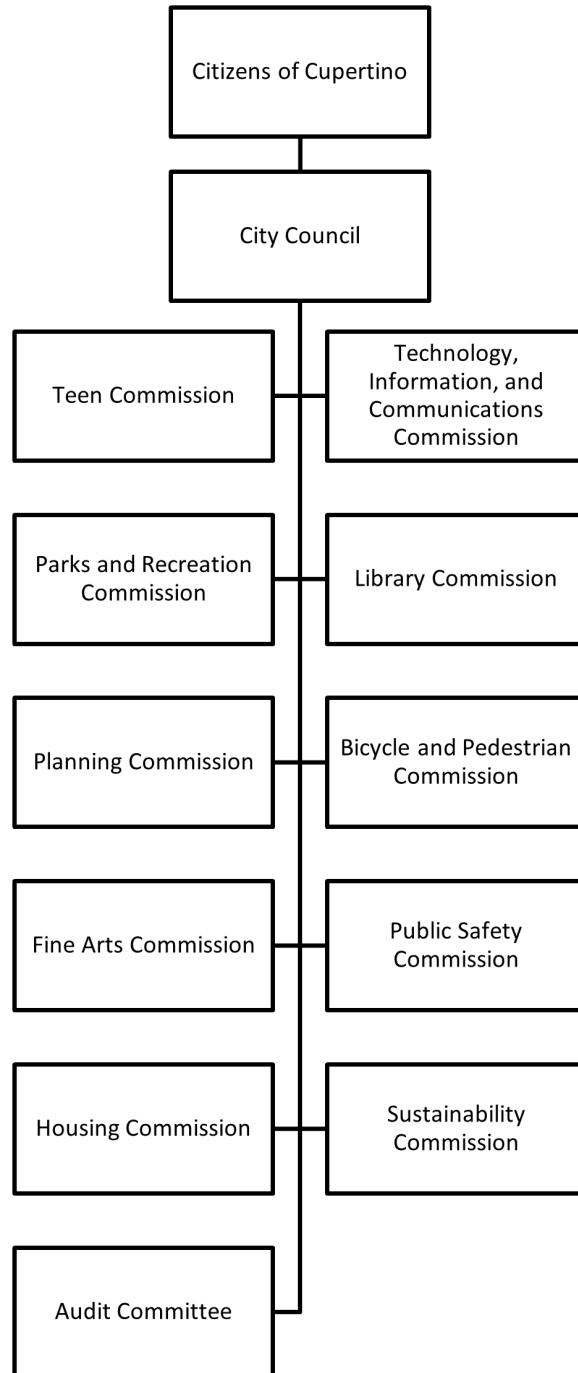 Citizens of Cupertino
City Council
Teen Commission
Technology,
Information, and
Communications
Commission
Parks and Recreation
Commission
Library Commission
Planning Commission
Bicycle and Pedestrian
Commission
Fine Arts Commission
Public Safety
Commission
Housing Commission
Sustainability
Commission
Audit Committee